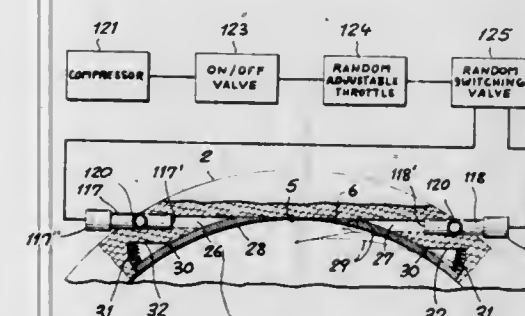 121 123 124 125
COMPRESSOR
ON/OFF
VALVE
RANDOM
ADJUSTABLE
THROTTLE
RANDOM
SWITCHING
VALVE
120 117' 2 5 6 118' 120 118
117
117"
30 26 28 29 27 30
31 32 32 31